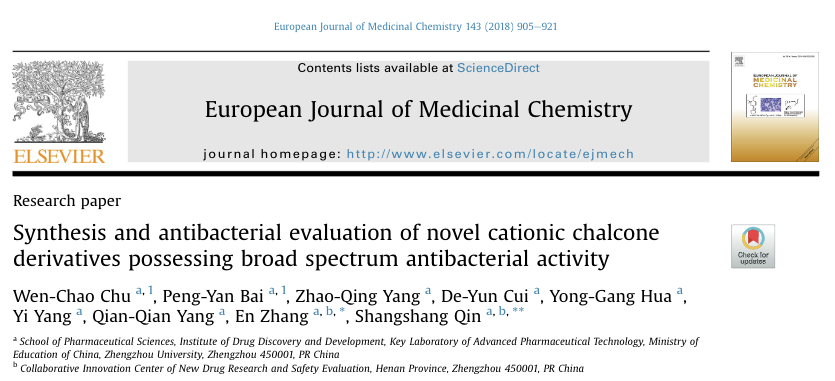 European Journal of Medicinal Chemistry 143 (2018) 905–921
Contents lists available at ScienceDirect
European Journal of Medicinal Chemistry
journal homepage: http://www.elsevier.com/locate/ejmech
ELSEVIER
EUROPEAN JOURNAL OF
MEDICINAL
CHEMISTRY
Research paper
Synthesis and antibacterial evaluation of novel cationic chalcone
derivatives possessing broad spectrum antibacterial activity
Check for
updates
Wen-Chao Chu a, 1, Peng-Yan Bai a, 1, Zhao-Qing Yang a, De-Yun Cui a, Yong-Gang Hua a,
Yi Yang a, Qian-Qian Yang a, En Zhang a, b, *, Shangshang Qin a, b, **
a School of Pharmaceutical Sciences, Institute of Drug Discovery and Development, Key Laboratory of Advanced Pharmaceutical Technology, Ministry of
Education of China, Zhengzhou University, Zhengzhou 450001, PR China
b Collaborative Innovation Center of New Drug Research and Safety Evaluation, Henan Province, Zhengzhou 450001, PR China